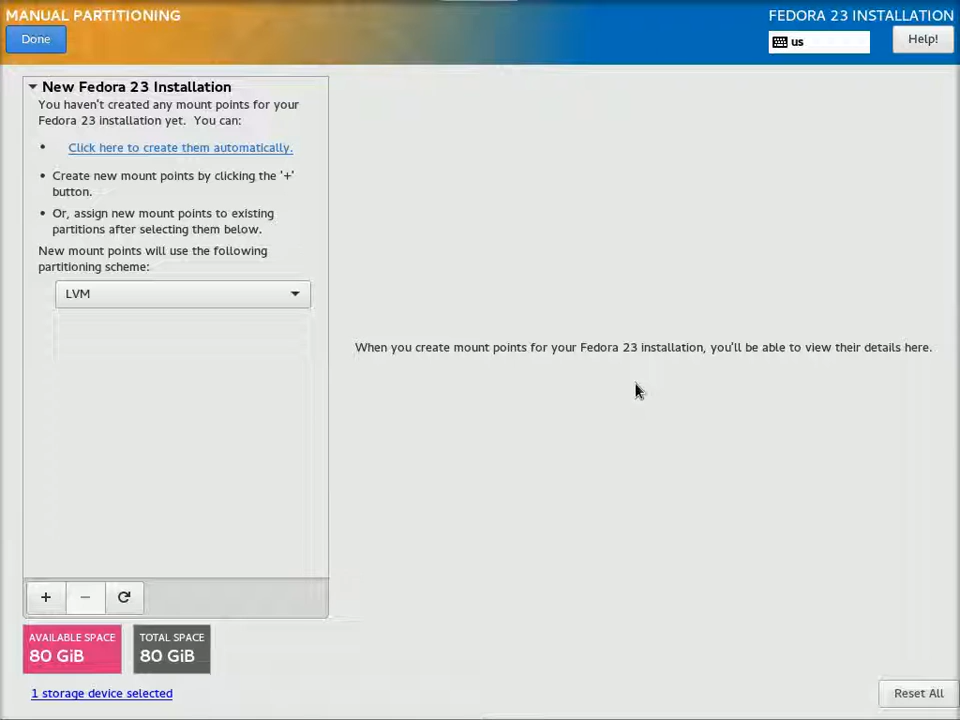 MANUAL PARTITIONING
FEDORA 23 INSTALLATION
Done
us
Help!
New Fedora 23 Installation
You haven't created any mount points for your
Fedora 23 installation yet.  You can:
• Click here to create them automatically.
• Create new mount points by clicking the '+'
button.
• Or, assign new mount points to existing
partitions after selecting them below.
New mount points will use the following
partitioning scheme:
LVM
When you create mount points for your Fedora 23 installation, you'll be able to view their details here.
+ −
AVAILABLE SPACE
80 GiB
TOTAL SPACE
80 GiB
1 storage device selected
Reset All